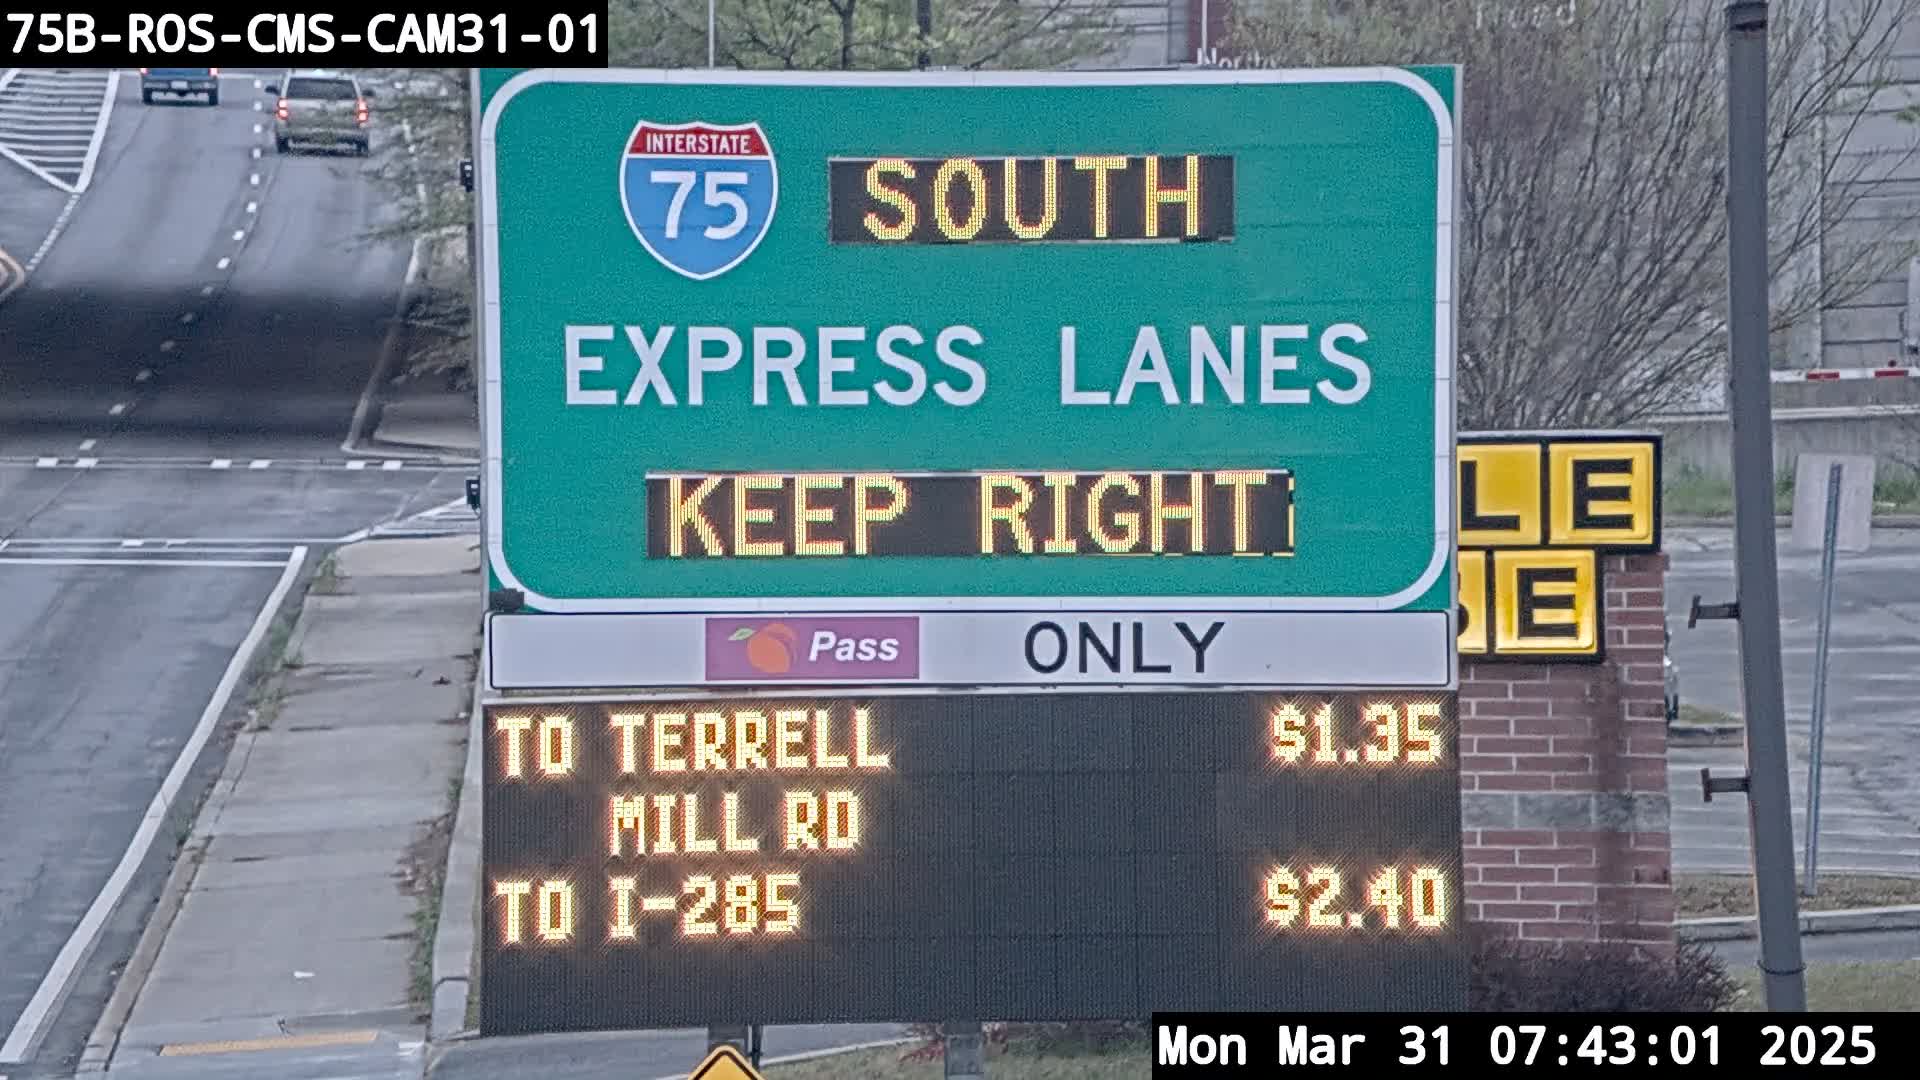 75B-ROS-CMS-CAM31-01
INTERSTATE
75
SOUTH
EXPRESS LANES
KEEP RIGHT
Pass ONLY
TO TERRELL $1.35
MILL RD
TO I-285 $2.40
LE
E
Mon Mar 31 07:43:01 2025